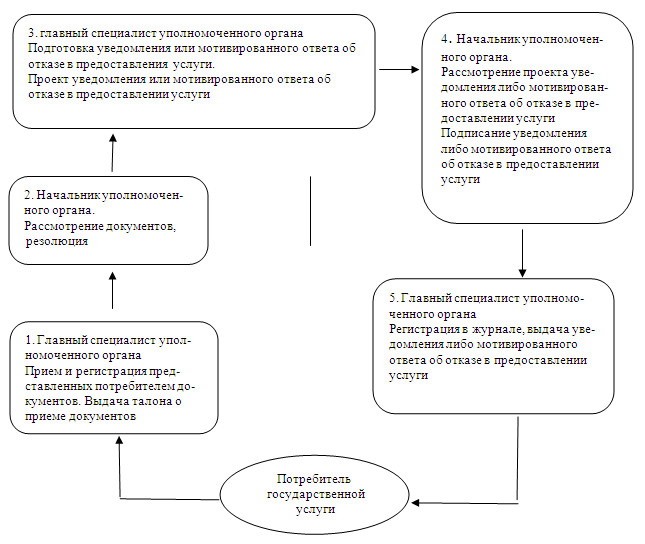 3. главный специалист уполномоченного органа
Подготовка уведомления или мотивированного ответа об
отказе в предоставления услуги.
Проект уведомления или мотивированного ответа об
отказе в предоставлении услуги
4. Начальник уполномочен-
ного органа.
Рассмотрение проекта уве-
домления либо мотивирован-
ного ответа об отказе в пре-
доставлении услуги
Подписание уведомления
либо мотивированного ответа
об отказе в предоставлении
услуги
2. Начальник уполномочен-
ного органа.
Рассмотрение документов,
резолюция
5. Главный специалист уполномо-
ченного органа
Регистрация в журнале, выдача уве-
домления либо мотивированного
ответа об отказе в предоставлении
услуги
1. Главный специалист упол-
номоченного органа
Прием и регистрация пред-
ставленных потребителем до-
кументов. Выдача талона о
приеме документов
Потребитель
государственной
услуги